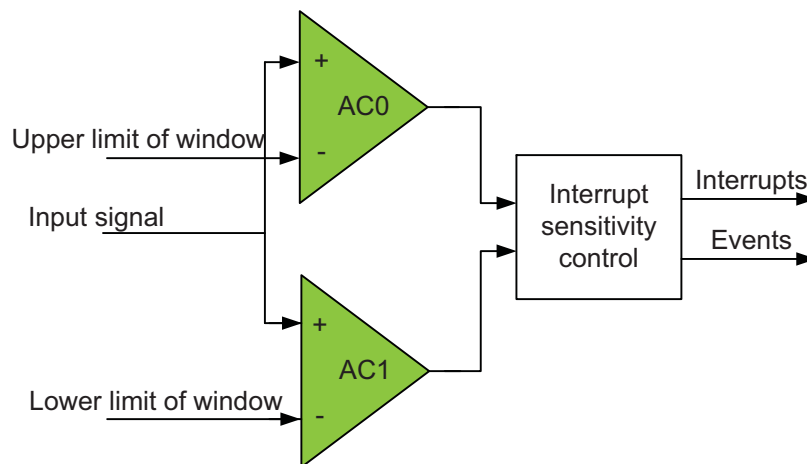 +
AC0
Upper limit of window
-
Interrupts
Interrupt
sensitivity
control
Input signal
Events
+
AC1
Lower limit of window
-